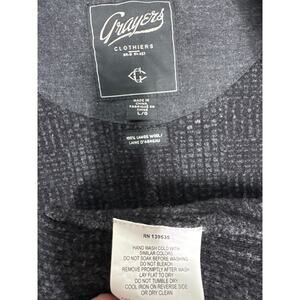 Grayers
CLOTHIERS
MADE IN
L/G
100% LAMBS WOOL/
LAINE D'AGNEAU
RN 139535
HAND WASH COLD WITH
SIMILAR COLORS
DO NOT SOAK BEFORE WASHING
DO NOT BLEACH
REMOVE PROMPTLY AFTER WASH
LAY FLAT TO DRY
DO NOT TUMBLE DRY
COOL IRON ON REVERSE SIDE
OR DRY CLEAN